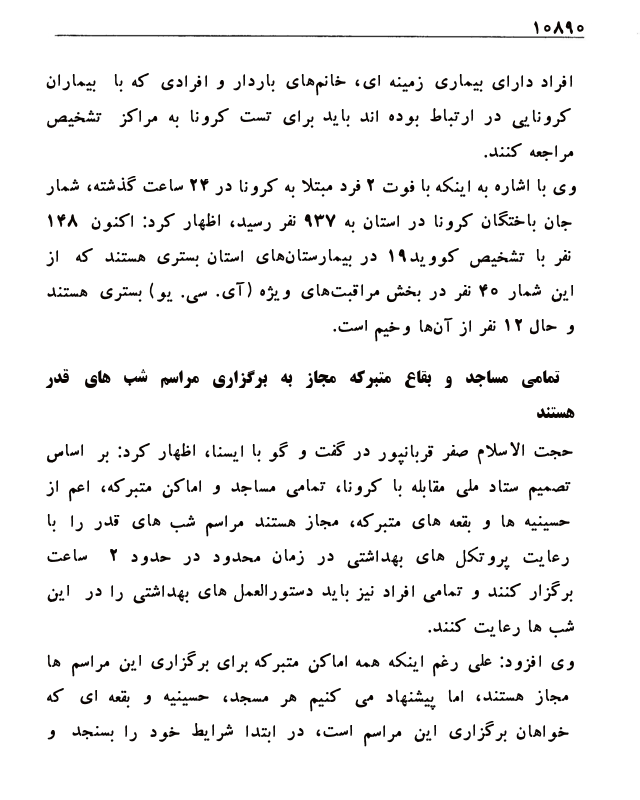 ۱۰۸۹۰
افراد دارای بیماری زمینه ای، خانم‌های باردار و افرادی که با بیماران
کرونایی در ارتباط بوده اند باید برای تست کرونا به مراکز تشخیص
مراجعه کنند.
وی با اشاره به اینکه با فوت ۲ فرد مبتلا به کرونا در ۲۴ ساعت گذشته، شمار
جان باختگان کرونا در استان به ۹۳۷ نفر رسید، اظهار کرد: اکنون ۱۴۸
نفر با تشخیص کووید۱۹ در بیمارستان‌های استان بستری هستند که از
این شمار ۴۰ نفر در بخش مراقبت‌های ویژه (آی. سی. یو) بستری هستند
و حال ۱۲ نفر از آن‌ها وخیم است.
تمامی مساجد و بقاع متبرکه مجاز به برگزاری مراسم شب های قدر
هستند
حجت الاسلام صفر قربانپور در گفت و گو با ایسنا، اظهار کرد: بر اساس
تصمیم ستاد ملی مقابله با کرونا، تمامی مساجد و اماکن متبرکه، اعم از
حسینیه ها و بقعه های متبرکه، مجاز هستند مراسم شب های قدر را با
رعایت پروتکل های بهداشتی در زمان محدود در حدود ۲ ساعت
برگزار کنند و تمامی افراد نیز باید دستورالعمل های بهداشتی را در این
شب ها رعایت کنند.
وی افزود: علی رغم اینکه همه اماکن متبرکه برای برگزاری این مراسم ها
مجاز هستند، اما پیشنهاد می کنیم هر مسجد، حسینیه و بقعه ای که
خواهان برگزاری این مراسم است، در ابتدا شرایط خود را بسنجد و